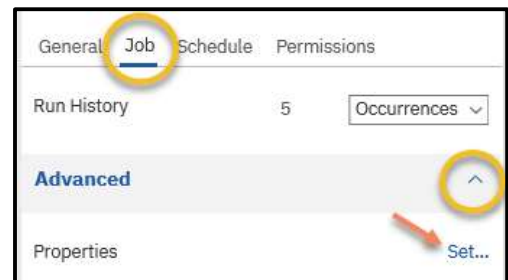 General Job Schedule Permissions
Run History 5 Occurrences
Advanced
Properties Set...